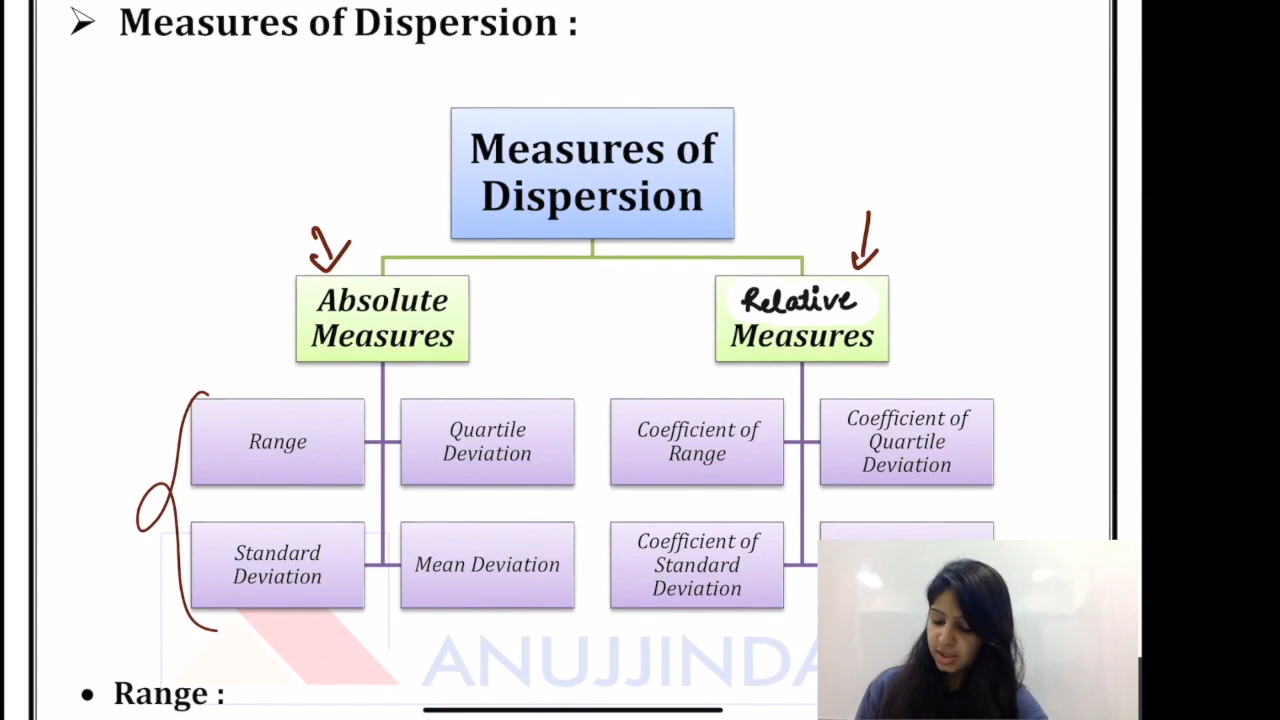 ➢ Measures of Dispersion :
Measures of
Dispersion
Absolute
Measures
Relative
Measures
Range
Quartile
Deviation
Coefficient of
Range
Coefficient of
Quartile
Deviation
Standard
Deviation
Mean Deviation
Coefficient of
Standard
Deviation
ANUJJINDA
• Range :